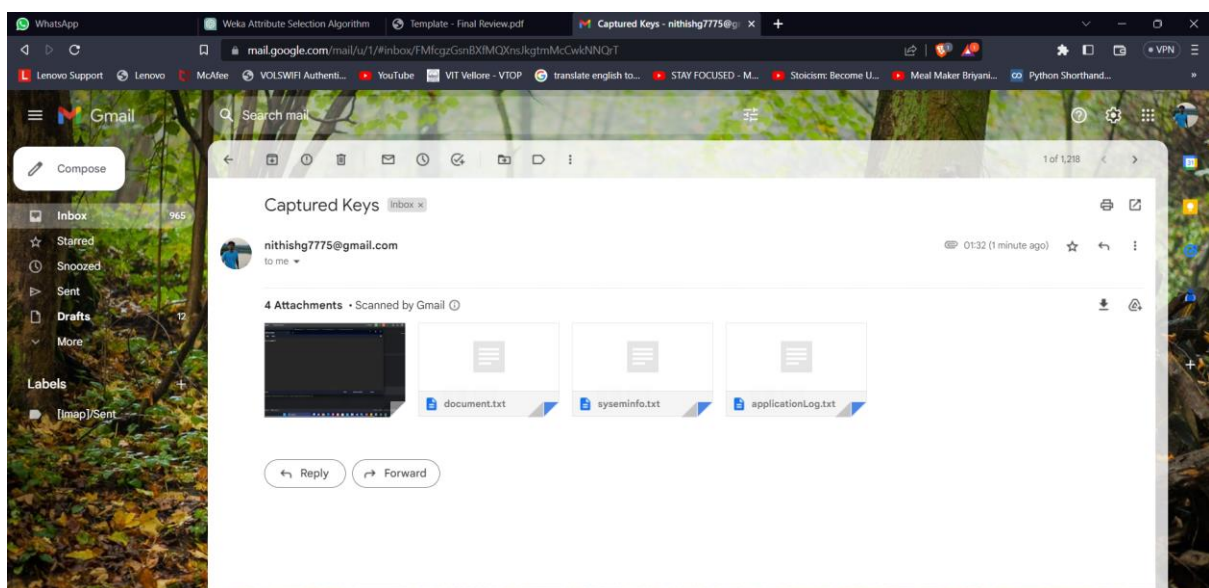 WhatsApp
Weka Attribute Selection Algorithm
Template - Final Review.pdf
Captured Keys - nithishg7775@g
mail.google.com/mail/u/1/#inbox/FMfcgzGsnBXfMQXnsJkgtmMcCwkNNQrT
VPN
Lenovo Support
Lenovo
McAfee
VOLSWIFI Authenti...
YouTube
VIT Vellore - VTOP
translate english to...
STAY FOCUSED - M...
Stoicism: Become U...
Meal Maker Briyani...
Python Shorthand...
Gmail
Search mail
Compose
1 of 1,218
Inbox 965
Starred
Snoozed
Sent
Drafts 12
More
Labels
[Imap]/Sent
Captured Keys Inbox ×
nithishg7775@gmail.com
01:32 (1 minute ago)
to me
4 Attachments • Scanned by Gmail
document.txt
syseminfo.txt
applicationLog.txt
Reply
Forward